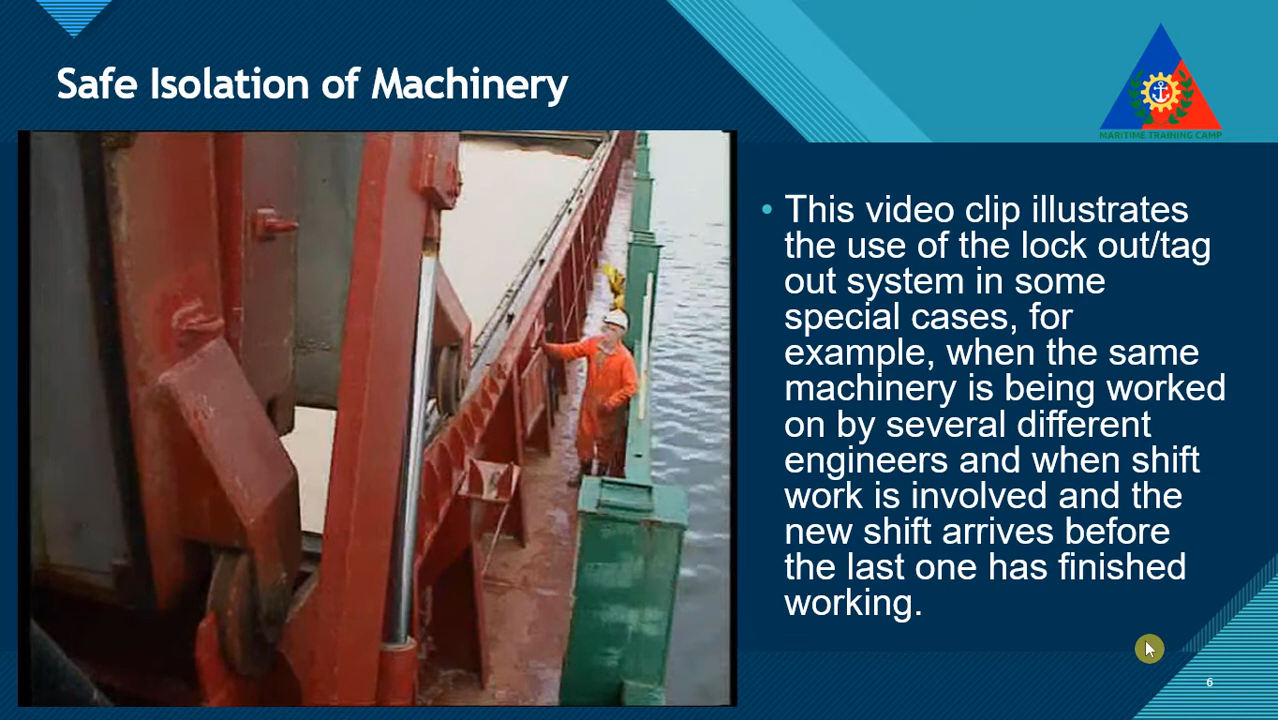 Safe Isolation of Machinery
MARITIME TRAINING CAMP
• This video clip illustrates
the use of the lock out/tag
out system in some
special cases, for
example, when the same
machinery is being worked
on by several different
engineers and when shift
work is involved and the
new shift arrives before
the last one has finished
working.
6